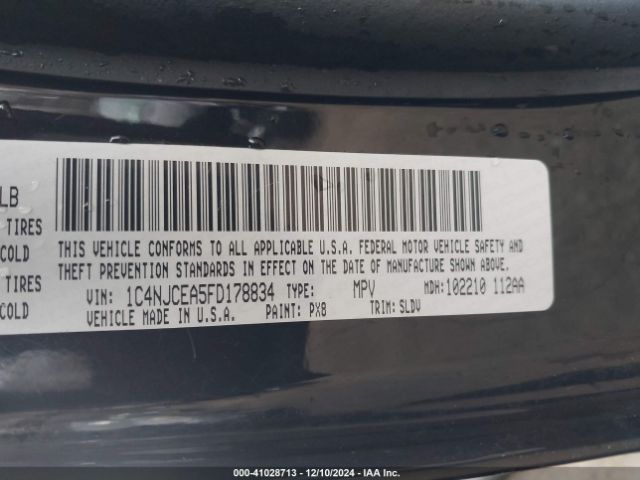 LB
TIRES
COLD
TIRES
COLD
THIS VEHICLE CONFORMS TO ALL APPLICABLE U.S.A. FEDERAL MOTOR VEHICLE SAFETY AND
THEFT PREVENTION STANDARDS IN EFFECT ON THE DATE OF MANUFACTURE SHOWN ABOVE.
VIN: 1C4NJCEA5FD178834 TYPE: MPV MDH:102210 112AA
VEHICLE MADE IN U.S.A. PAINT: PX8 TRIM: SLDV
000-41028713 - 12/10/2024 - IAA Inc.